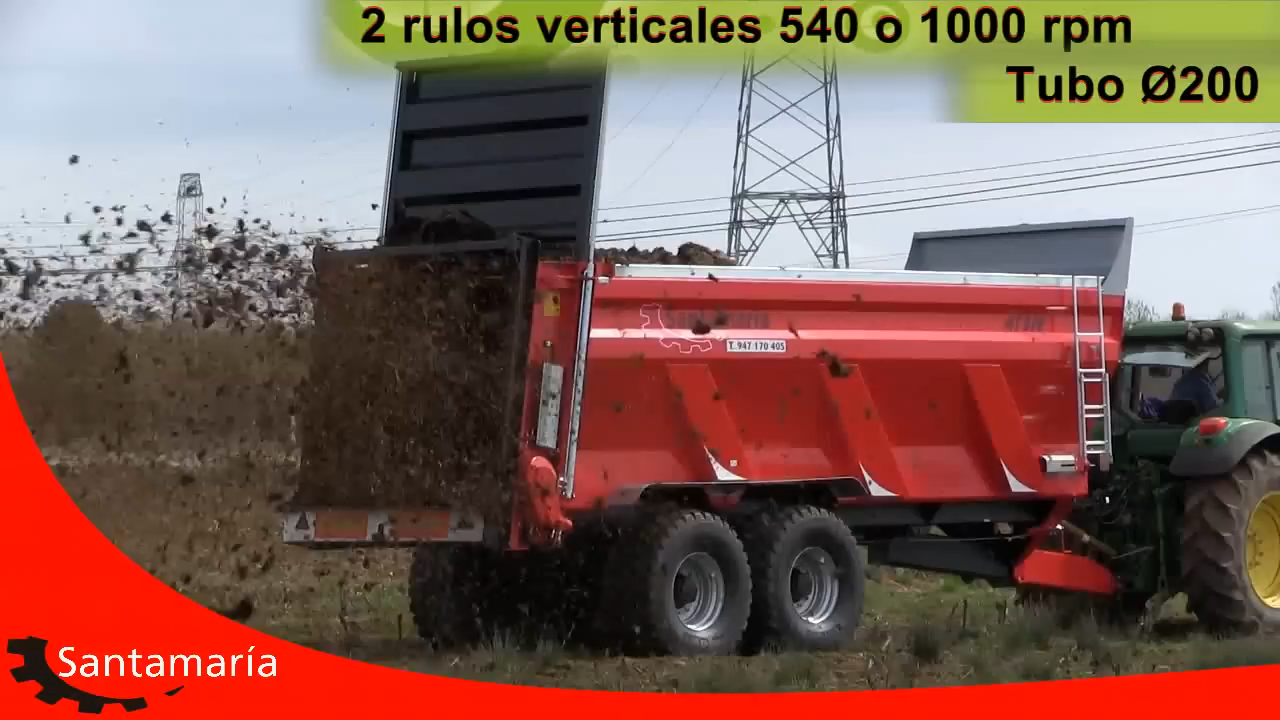 2 rulos verticales 540 o 1000 rpm
Tubo Ø200
T.947 170 405
Santamaría